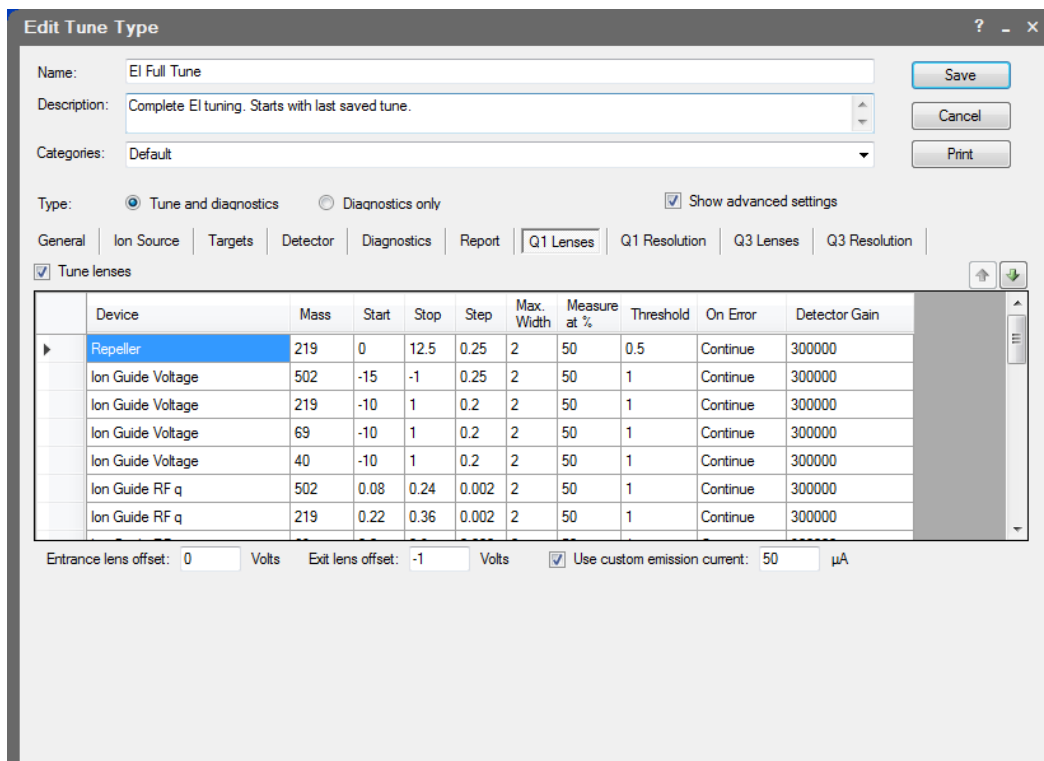 Edit Tune Type ? _ x
Name: EI Full Tune Save
Description: Complete EI tuning. Starts with last saved tune. Cancel
Categories: Default Print
Type: Tune and diagnostics Diagnostics only Show advanced settings
General Ion Source Targets Detector Diagnostics Report Q1 Lenses Q1 Resolution Q3 Lenses Q3 Resolution
Tune lenses
Device Mass Start Stop Step Max. Width Measure at % Threshold On Error Detector Gain
Repeller 219 0 12.5 0.25 2 50 0.5 Continue 300000
Ion Guide Voltage 502 -15 -1 0.25 2 50 1 Continue 300000
Ion Guide Voltage 219 -10 1 0.2 2 50 1 Continue 300000
Ion Guide Voltage 69 -10 1 0.2 2 50 1 Continue 300000
Ion Guide Voltage 40 -10 1 0.2 2 50 1 Continue 300000
Ion Guide RF q 502 0.08 0.24 0.002 2 50 1 Continue 300000
Ion Guide RF q 219 0.22 0.36 0.002 2 50 1 Continue 300000
Entrance lens offset: 0 Volts Exit lens offset: -1 Volts Use custom emission current: 50 µA